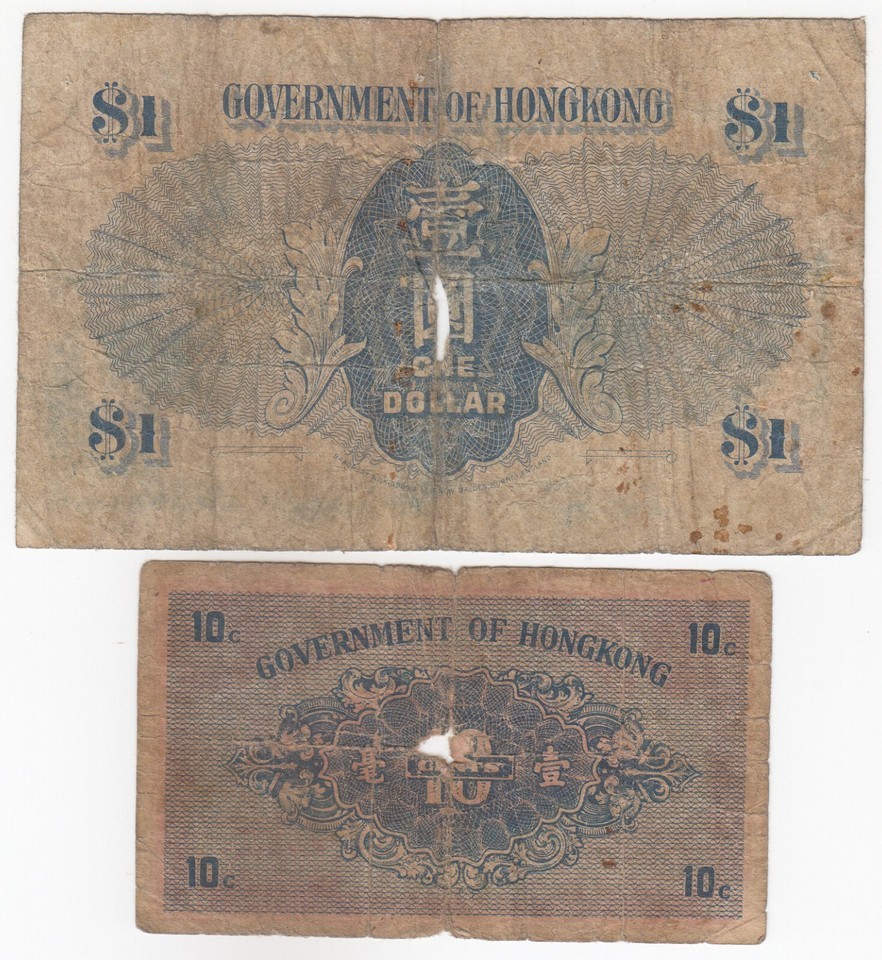 $1 GOVERNMENT OF HONGKONG $1
壹
圓
ONE
DOLLAR
$1 $1
10c 10c
GOVERNMENT OF HONGKONG
毫 壹
10
10c 10c